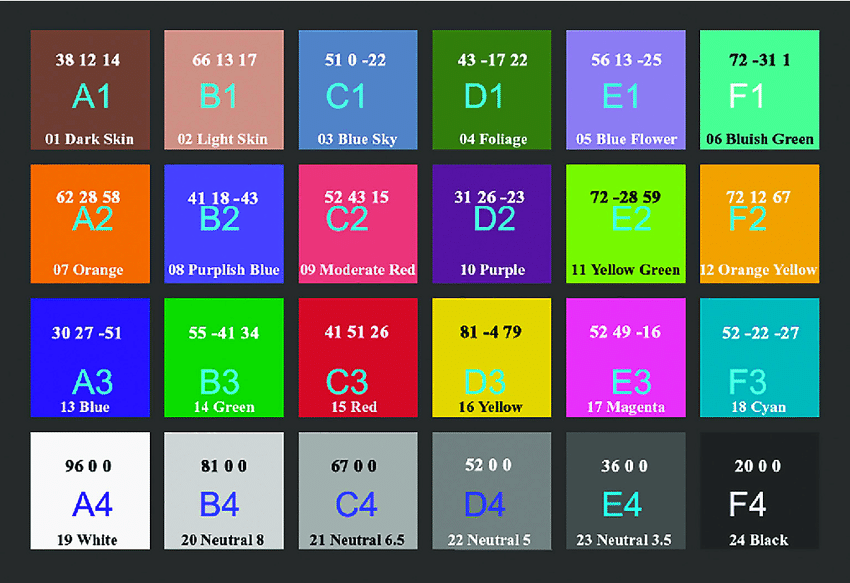 38 12 14
A1
01 Dark Skin
66 13 17
B1
02 Light Skin
51 0 -22
C1
03 Blue Sky
43 -17 22
D1
04 Foliage
56 13 -25
E1
05 Blue Flower
72 -31 1
F1
06 Bluish Green
62 28 58
A2
07 Orange
41 18 -43
B2
08 Purplish Blue
52 43 15
C2
09 Moderate Red
31 26 -23
D2
10 Purple
72 -28 59
E2
11 Yellow Green
72 12 67
F2
12 Orange Yellow
30 27 -51
A3
13 Blue
55 -41 34
B3
14 Green
41 51 26
C3
15 Red
81 -4 79
D3
16 Yellow
52 49 -16
E3
17 Magenta
52 -22 -27
F3
18 Cyan
96 0 0
A4
19 White
81 0 0
B4
20 Neutral 8
67 0 0
C4
21 Neutral 6.5
52 0 0
D4
22 Neutral 5
36 0 0
E4
23 Neutral 3.5
20 0 0
F4
24 Black